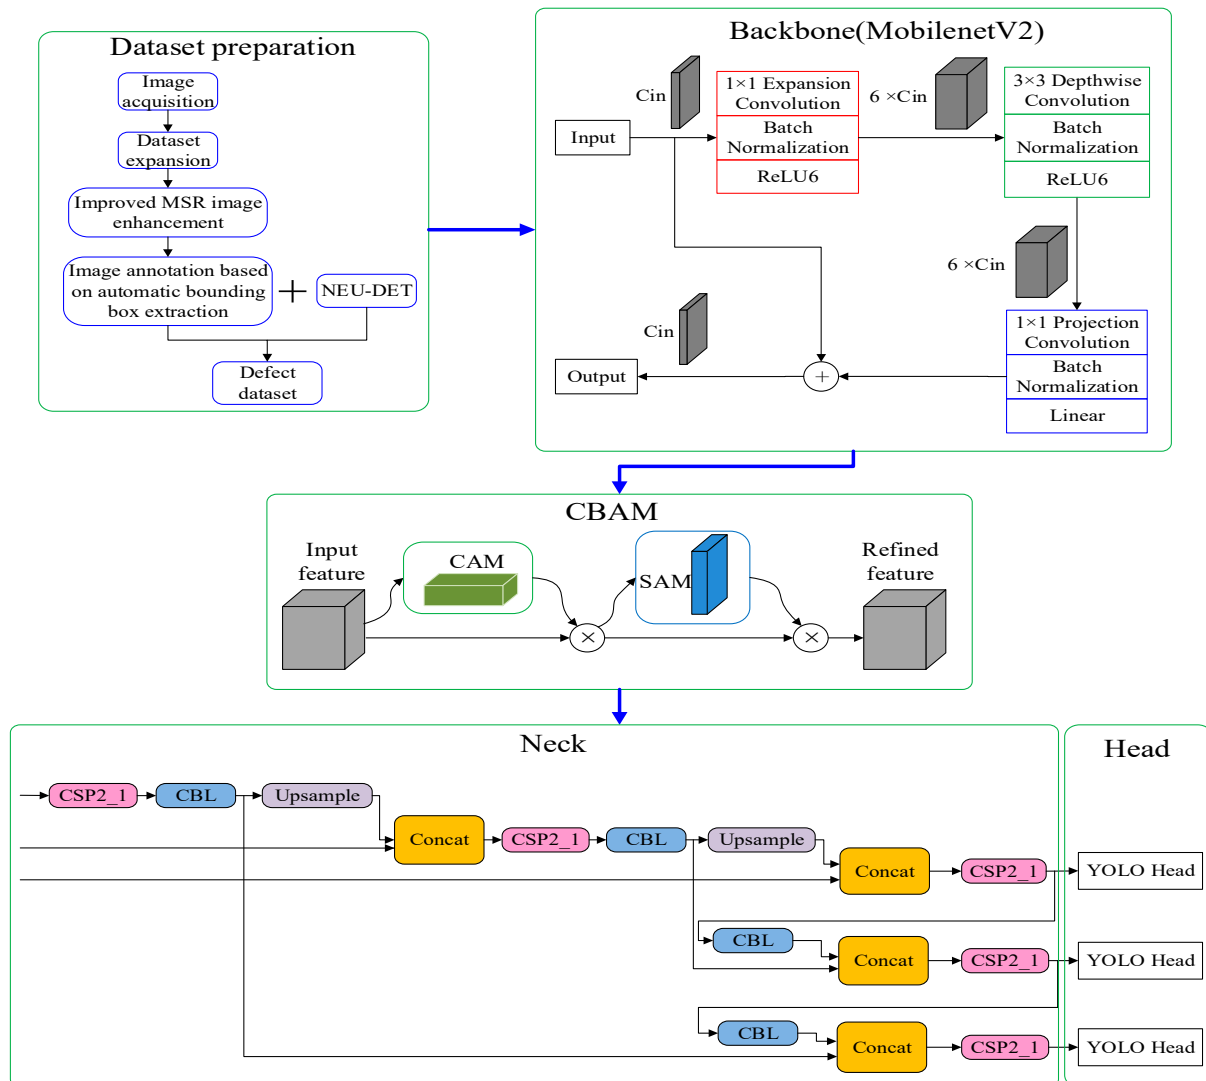 Dataset preparation
Image
acquisition
Dataset
expansion
Improved MSR image
enhancement
Image annotation based
on automatic bounding
box extraction
+
NEU-DET
Defect
dataset
Backbone(MobilenetV2)
Input
Cin
1×1 Expansion
Convolution
Batch
Normalization
ReLU6
6 ×Cin
3×3 Depthwise
Convolution
Batch
Normalization
ReLU6
6 ×Cin
1×1 Projection
Convolution
Batch
Normalization
Linear
+
Cin
Output
CBAM
Input
feature
CAM
×
SAM
×
Refined
feature
Neck
CSP2_1
CBL
Upsample
Concat
CSP2_1
CBL
Upsample
Concat
CSP2_1
CBL
Concat
CSP2_1
CBL
Concat
CSP2_1
Head
YOLO Head
YOLO Head
YOLO Head